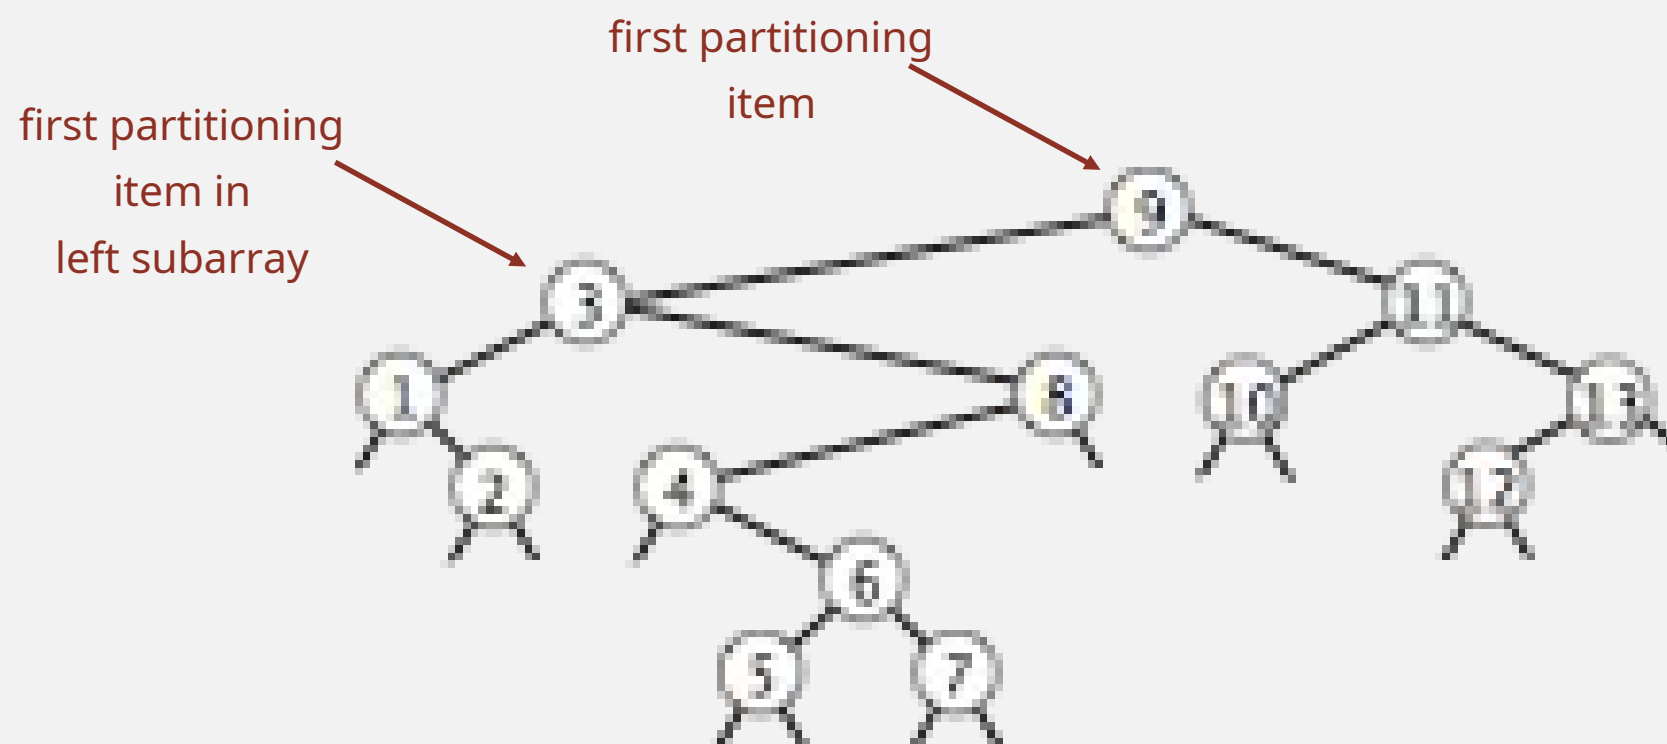 first partitioning
item
first partitioning
item in
left subarray
9
3
11
1
8
10
13
2
4
12
6
5
7